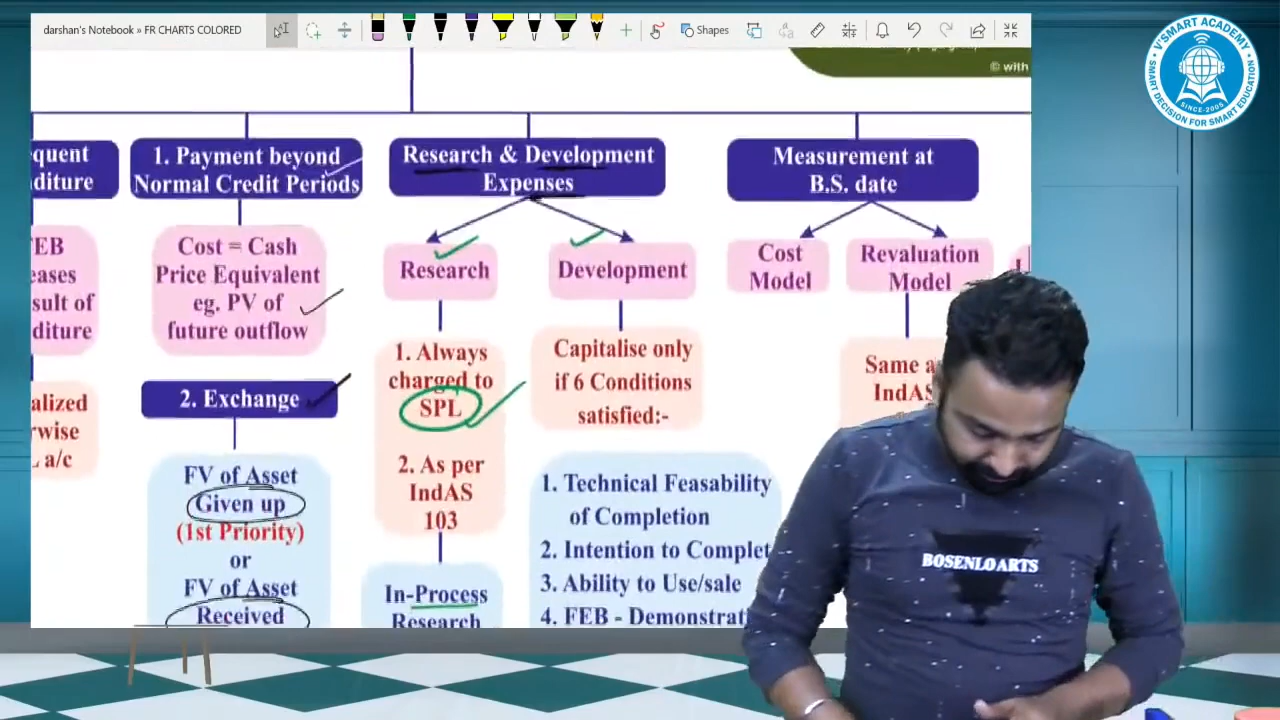 darshan's Notebook » FR CHARTS COLORED
Shapes
© with
V'SMART ACADEMY
SMART DECISION FOR SMART EDUCATION
SINCE-2005
quent
diture
FEB
eases
sult of
diture
alized
rwise
a/c
1. Payment beyond
Normal Credit Periods
Cost = Cash
Price Equivalent
eg. PV of
future outflow
2. Exchange
FV of Asset
Given up
(1st Priority)
or
FV of Asset
Received
Research & Development
Expenses
Research
1. Always
charged to
SPL
2. As per
IndAS
103
In-Process
Research
Development
Capitalise only
if 6 Conditions
satisfied:-
1. Technical Feasability
of Completion
2. Intention to Complet
3. Ability to Use/sale
4. FEB - Demonstrat
Measurement at
B.S. date
Cost
Model
Revaluation
Model
Same a
IndAS
BOSENLOARTS